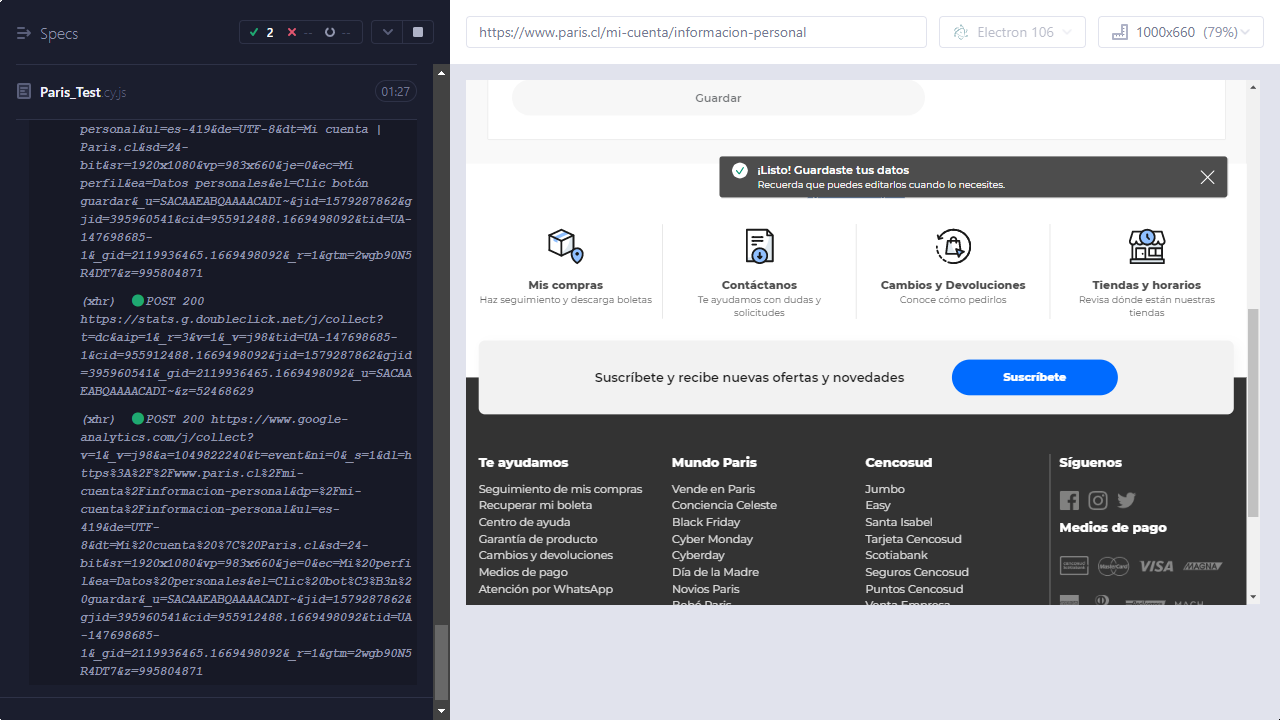 Specs
2
--
--
https://www.paris.cl/mi-cuenta/informacion-personal
Electron 106
1000x660 (79%)
Paris_Test.cy.js
01:27
personal&ul=es-419&de=UTF-8&dt=Mi cuenta |
Paris.cl&sd=24-
bit&sr=1920x1080&vp=983x660&je=0&ec=Mi
perfil&ea=Datos personales&el=Clic botón
guardar&_u=SACAAEABQAAAACADI~&jid=1579287862&g
jid=395960541&cid=955912488.1669498092&tid=UA-
147698685-
1&_gid=2119936465.1669498092&_r=1&gtm=2wgb90N5
R4DT7&z=995804871
(xhr) POST 200
https://stats.g.doubleclick.net/j/collect?
t=dc&aip=1&_r=3&v=1&_v=j98&tid=UA-147698685-
1&cid=955912488.1669498092&jid=1579287862&gjid
=395960541&_gid=2119936465.1669498092&_u=SACAA
EABQAAAACADI~&z=52468629
(xhr) POST 200 https://www.google-
analytics.com/j/collect?
v=1&_v=j98&a=1049822240&t=event&ni=0&_s=1&dl=h
ttps%3A%2F%2Fwww.paris.cl%2Fmi-
cuenta%2Finformacion-personal&dp=%2Fmi-
cuenta%2Finformacion-personal&ul=es-
419&de=UTF-
8&dt=Mi%20cuenta%20%7C%20Paris.cl&sd=24-
bit&sr=1920x1080&vp=983x660&je=0&ec=Mi%20perfi
l&ea=Datos%20personales&el=Clic%20bot%C3%B3n%2
0guardar&_u=SACAAEABQAAAACADI~&jid=1579287862&
gjid=395960541&cid=955912488.1669498092&tid=UA
-147698685-
1&_gid=2119936465.1669498092&_r=1&gtm=2wgb90N5
R4DT7&z=995804871
Guardar
¡Listo! Guardaste tus datos
Recuerda que puedes editarlos cuando lo necesites.
Mis compras
Haz seguimiento y descarga boletas
Contáctanos
Te ayudamos con dudas y
solicitudes
Cambios y Devoluciones
Conoce cómo pedirlos
Tiendas y horarios
Revisa dónde están nuestras
tiendas
Suscríbete y recibe nuevas ofertas y novedades
Suscríbete
Te ayudamos
Seguimiento de mis compras
Recuperar mi boleta
Centro de ayuda
Garantía de producto
Cambios y devoluciones
Medios de pago
Atención por WhatsApp
Mundo Paris
Vende en Paris
Conciencia Celeste
Black Friday
Cyber Monday
Cyberday
Día de la Madre
Novios Paris
Bebé Paris
Cencosud
Jumbo
Easy
Santa Isabel
Tarjeta Cencosud
Scotiabank
Seguros Cencosud
Puntos Cencosud
Venta Empresa
Síguenos
Medios de pago
MasterCard
VISA
MAGNA